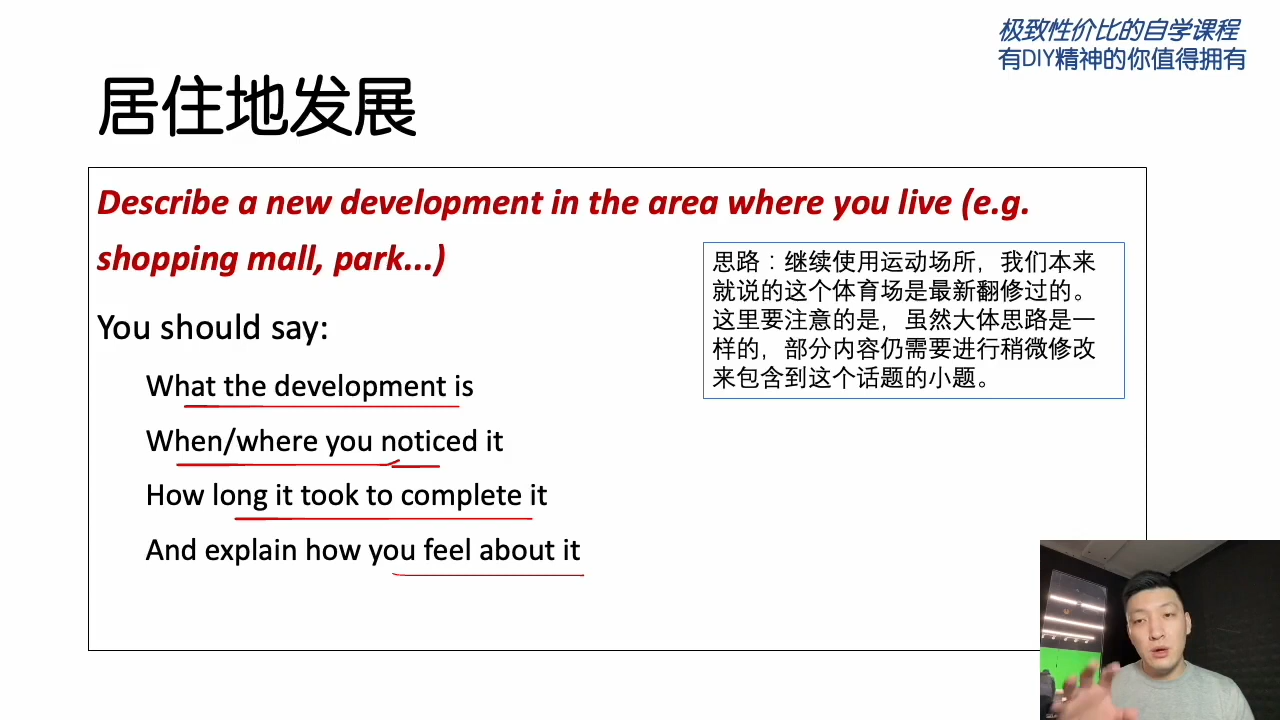 极致性价比的自学课程
有DIY精神的你值得拥有
居住地发展
Describe a new development in the area where you live (e.g.
shopping mall, park...)
You should say:
What the development is
When/where you noticed it
How long it took to complete it
And explain how you feel about it
思路：继续使用运动场所，我们本来
就说的这个体育场是最新翻修过的。
这里要注意的是，虽然大体思路是一
样的，部分内容仍需要进行稍微修改
来包含到这个话题的小题。